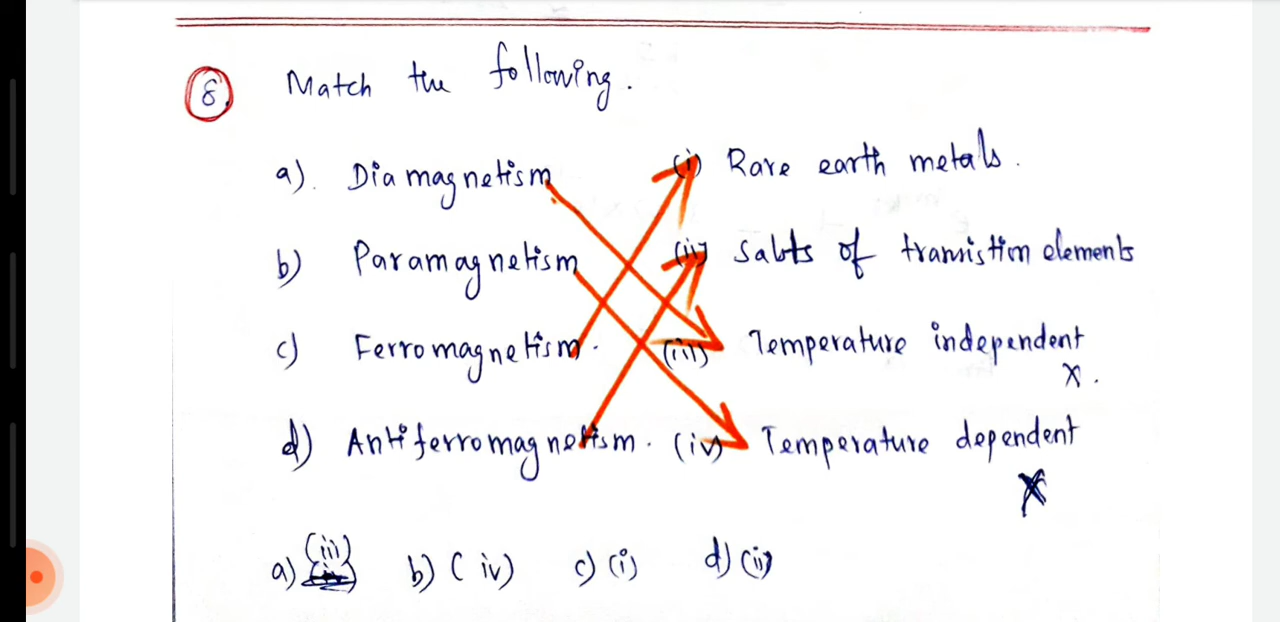 8. Match the following.
a). Diamagnetism (i) Rare earth metals.
b) Paramagnetism (ii) Salts of transistion elements
c) Ferromagnetism. (iii) Temperature independent
χ.
d) Antiferromagnetism. (iv) Temperature dependent
χ
a) (iii) b) (iv) c) (i) d) (ii)